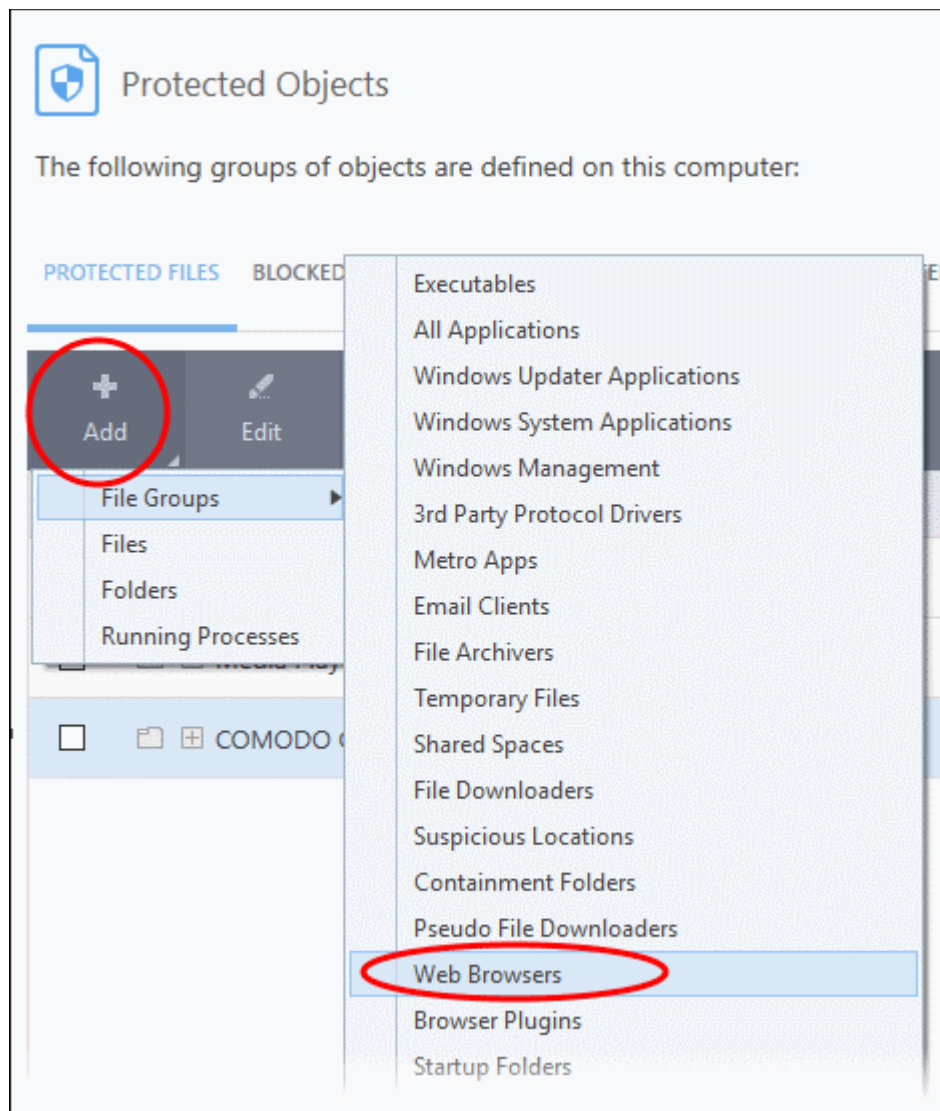 Protected Objects
The following groups of objects are defined on this computer:
PROTECTED FILES BLOCKED
Add Edit
File Groups
Files
Folders
Running Processes
COMODO
Executables
All Applications
Windows Updater Applications
Windows System Applications
Windows Management
3rd Party Protocol Drivers
Metro Apps
Email Clients
File Archivers
Temporary Files
Shared Spaces
File Downloaders
Suspicious Locations
Containment Folders
Pseudo File Downloaders
Web Browsers
Browser Plugins
Startup Folders